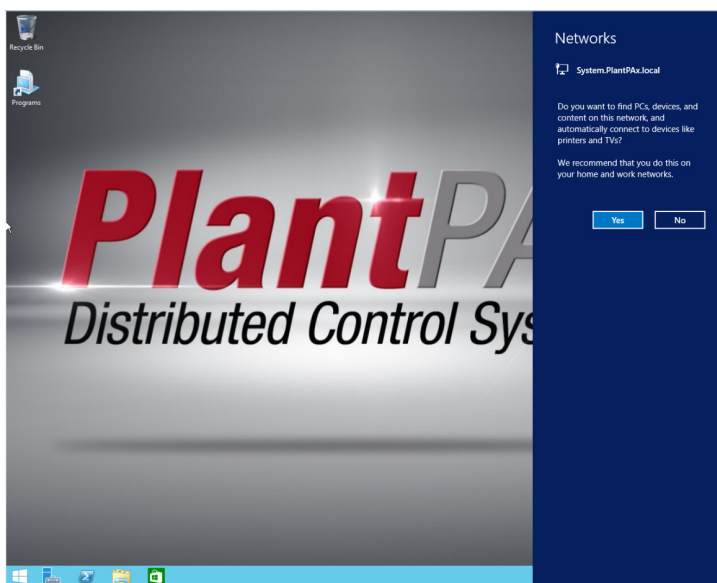 Recycle Bin
Programs
PlantPA
Distributed Control Sys
Networks
System.PlantPAx.local
Do you want to find PCs, devices, and
content on this network, and
automatically connect to devices like
printers and TVs?
We recommend that you do this on
your home and work networks.
Yes
No